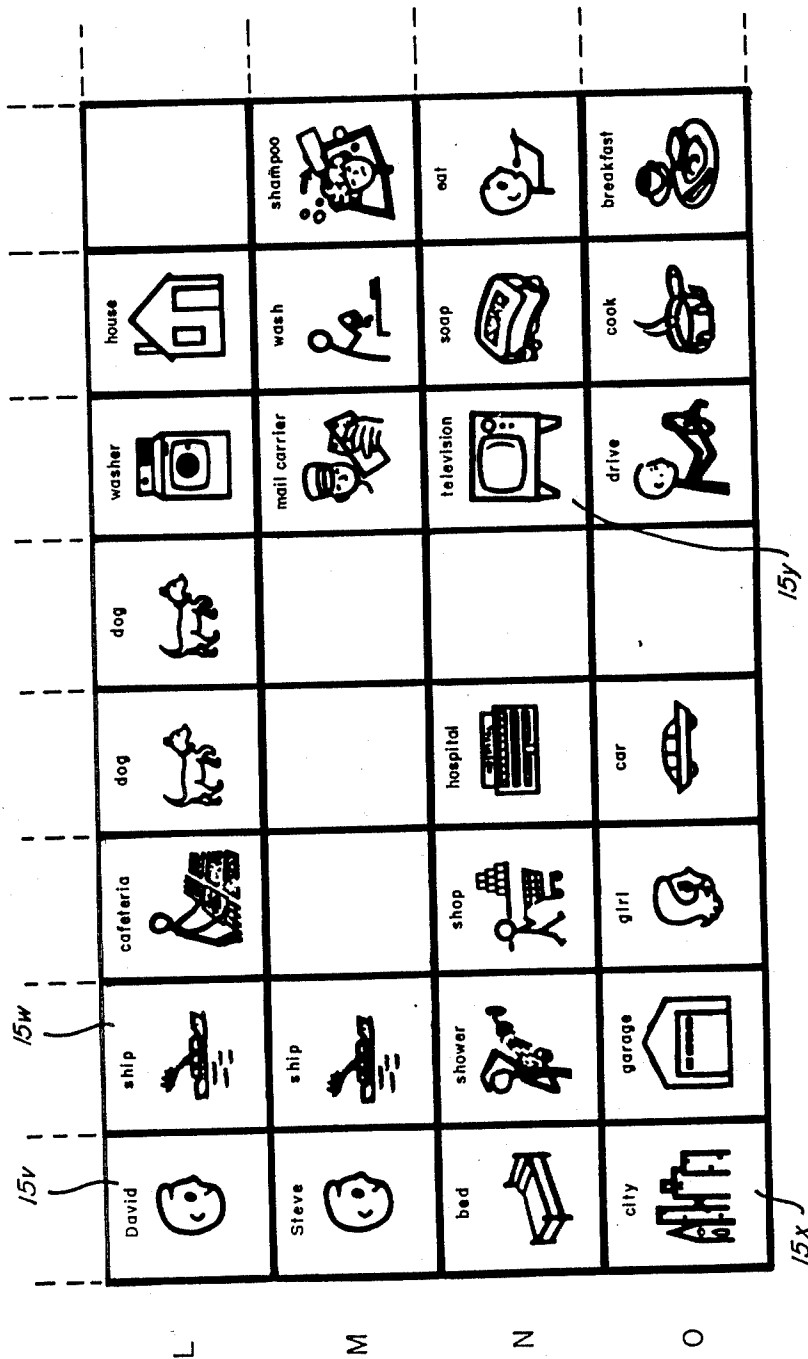 15v
15w
L
David
ship
cafeteria
dog
dog
washer
house
M
Steve
ship
mail carrier
wash
shampoo
N
bed
shower
shop
hospital
television
soap
eat
O
city
garage
girl
car
drive
cook
breakfast
15x
15y